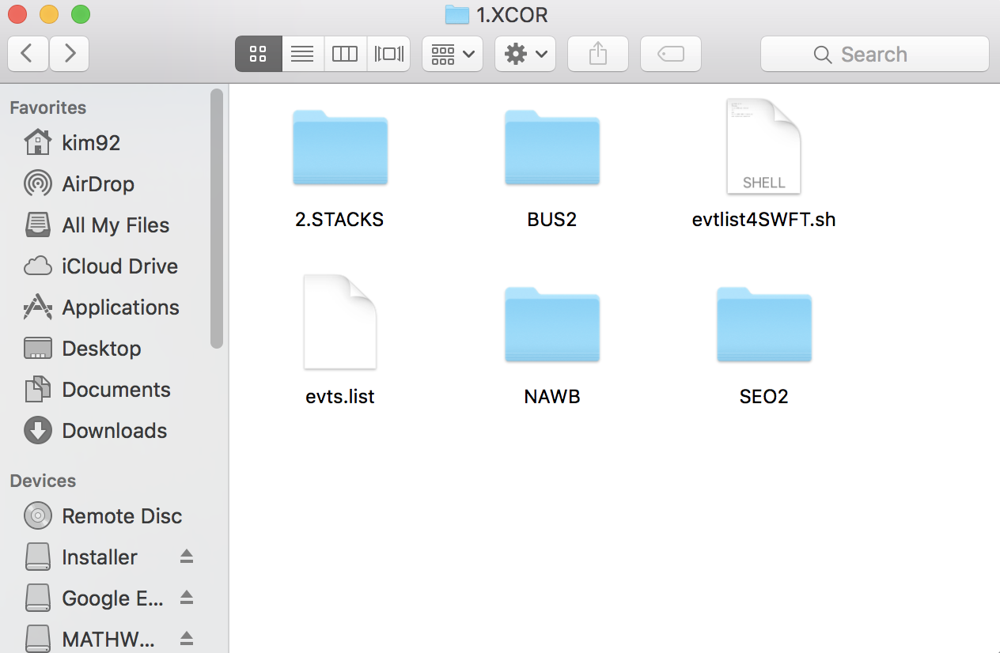 1.XCOR
Search
Favorites
kim92
AirDrop
All My Files
iCloud Drive
Applications
Desktop
Documents
Downloads
Devices
Remote Disc
Installer
Google E...
MATHW...
2.STACKS
BUS2
SHELL
evtlist4SWFT.sh
evts.list
NAWB
SEO2